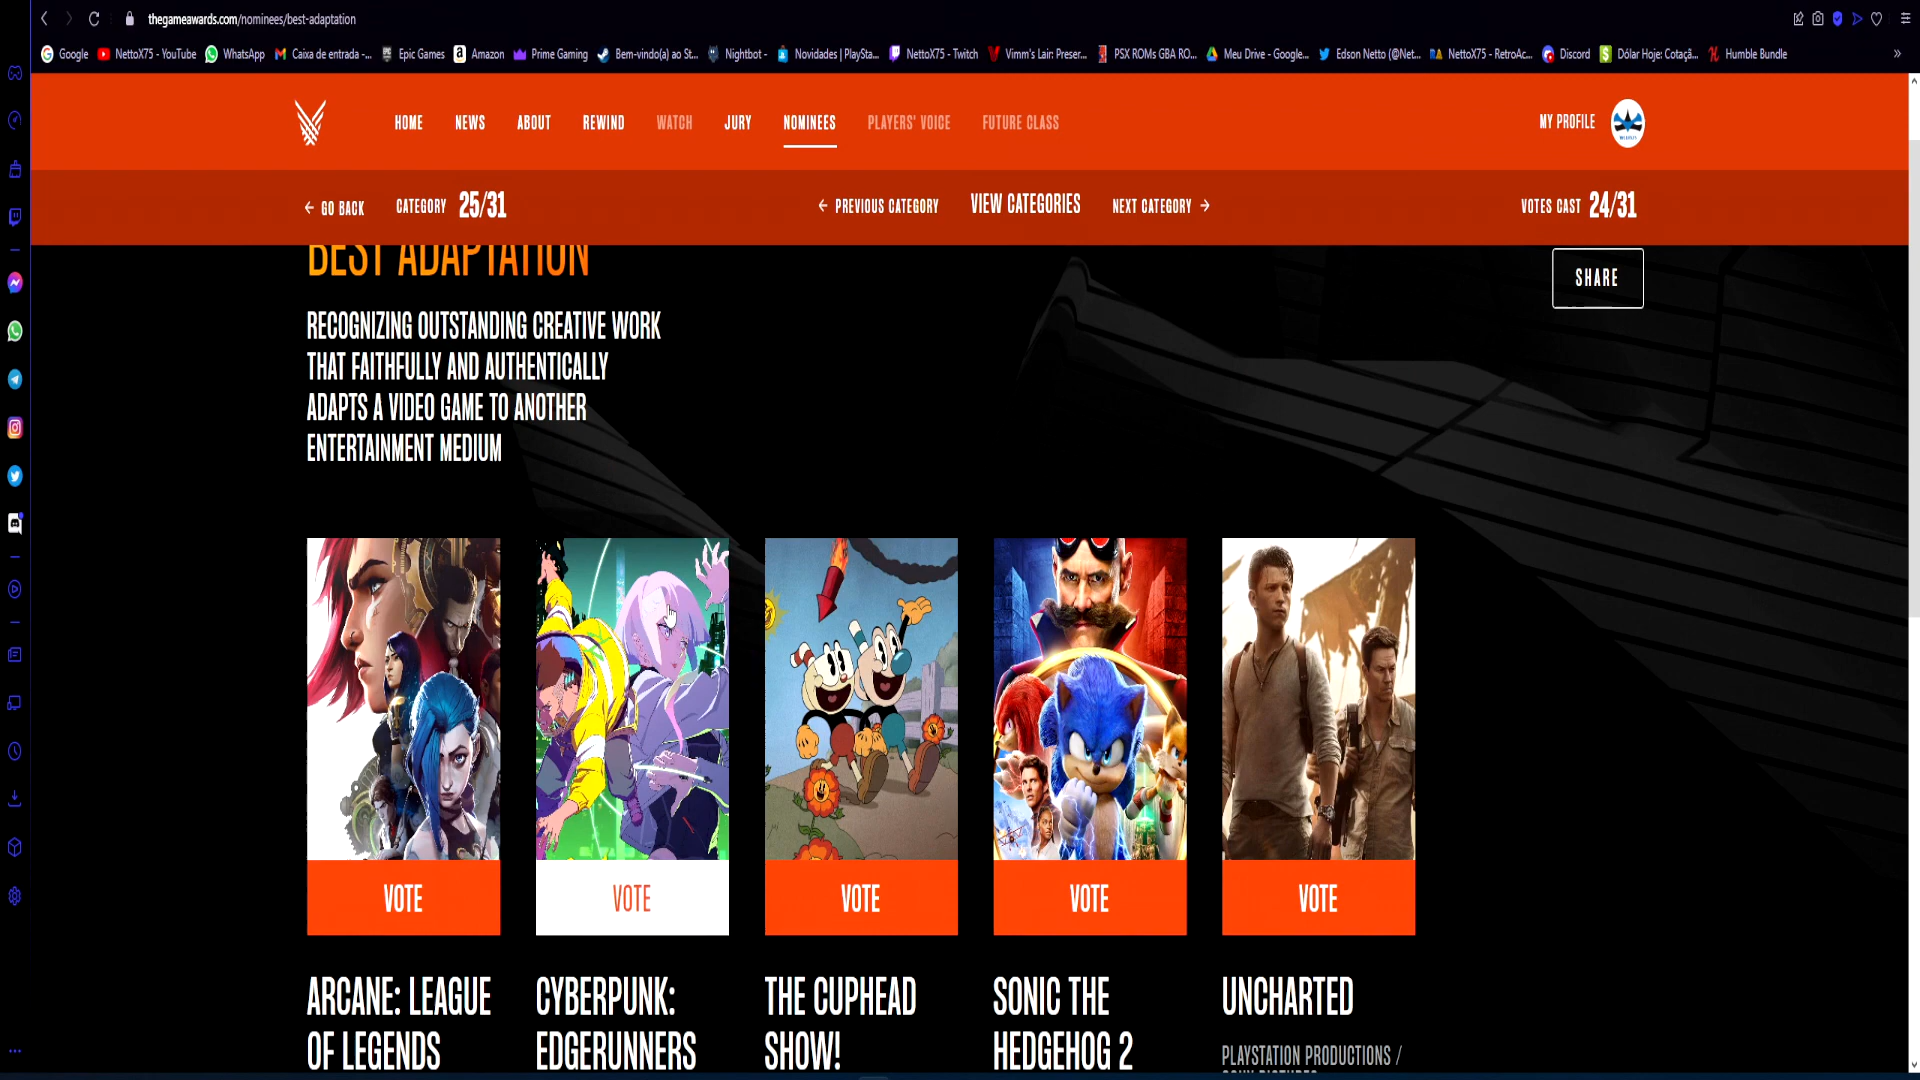 thegameawards.com/nominees/best-adaptation
Google NettoX75 - YouTube WhatsApp Caixa de entrada -... Epic Games Amazon Prime Gaming Bem-vindo(a) ao St... Nightbot - Novidades | PlaySta... NettoX75 - Twitch Vimm's Lair: Preser... PSX ROMs GBA RO... Meu Drive - Google... Edson Netto (@Net... NettoX75 - RetroAc... Discord Dólar Hoje: Cotaçã... Humble Bundle
HOME NEWS ABOUT REWIND WATCH JURY NOMINEES PLAYERS' VOICE FUTURE CLASS MY PROFILE
GO BACK CATEGORY 25/31 PREVIOUS CATEGORY VIEW CATEGORIES NEXT CATEGORY VOTES CAST 24/31
BEST ADAPTATION
SHARE
RECOGNIZING OUTSTANDING CREATIVE WORK
THAT FAITHFULLY AND AUTHENTICALLY
ADAPTS A VIDEO GAME TO ANOTHER
ENTERTAINMENT MEDIUM
VOTE VOTE VOTE VOTE VOTE
ARCANE: LEAGUE
OF LEGENDS
CYBERPUNK:
EDGERUNNERS
THE CUPHEAD
SHOW!
SONIC THE
HEDGEHOG 2
UNCHARTED
PLAYSTATION PRODUCTIONS /